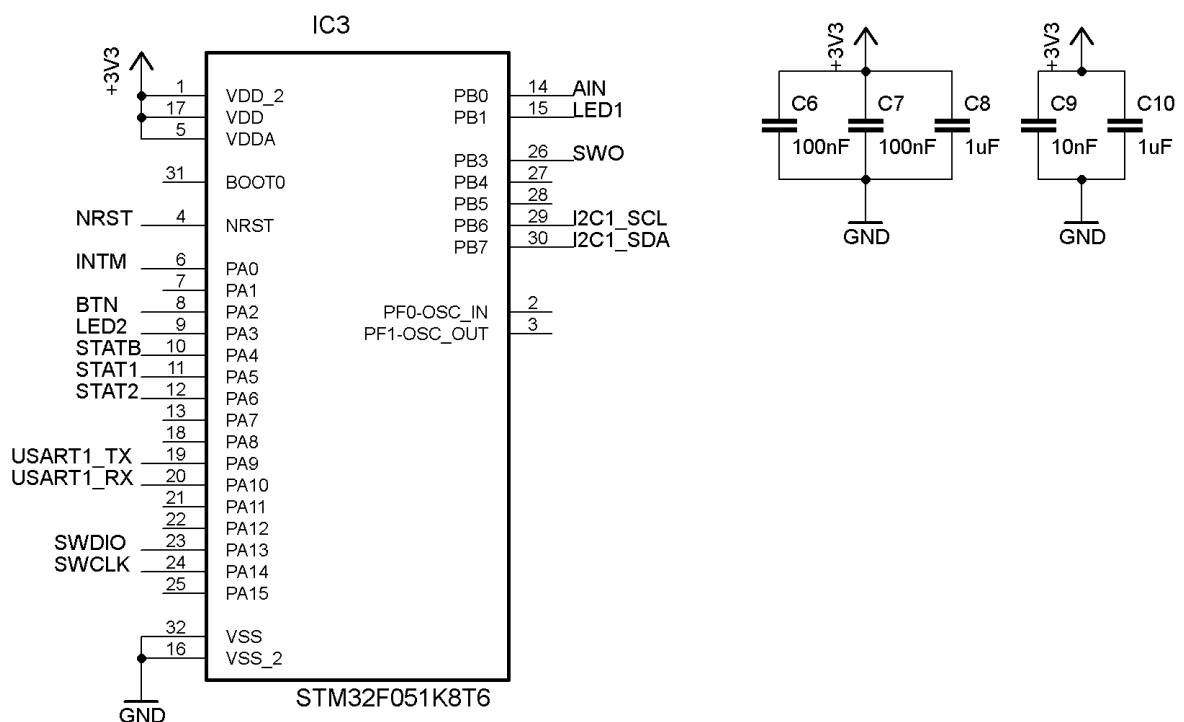 IC3
+3V3
1 VDD_2
17 VDD
5 VDDA
31 BOOT0
NRST 4 NRST
INTM 6 PA0
7 PA1
BTN 8 PA2
LED2 9 PA3
STATB 10 PA4
STAT1 11 PA5
STAT2 12 PA6
13 PA7
18 PA8
USART1_TX 19 PA9
USART1_RX 20 PA10
21 PA11
22 PA12
SWDIO 23 PA13
SWCLK 24 PA14
25 PA15
32 VSS
16 VSS_2
GND
PB0 14 AIN
PB1 15 LED1
PB3 26 SWO
PB4 27
PB5 28
PB6 29 I2C1_SCL
PB7 30 I2C1_SDA
PF0-OSC_IN 2
PF1-OSC_OUT 3
STM32F051K8T6
+3V3
C6 C7 C8
100nF 100nF 1uF
GND
+3V3
C9 C10
10nF 1uF
GND